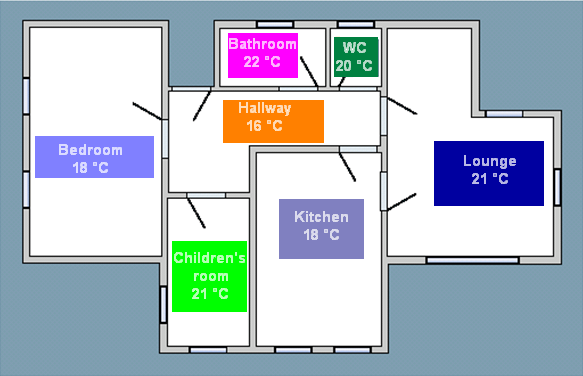 Bathroom
22 °C
WC
20 °C
Hallway
16 °C
Bedroom
18 °C
Lounge
21 °C
Kitchen
18 °C
Children's
room
21 °C